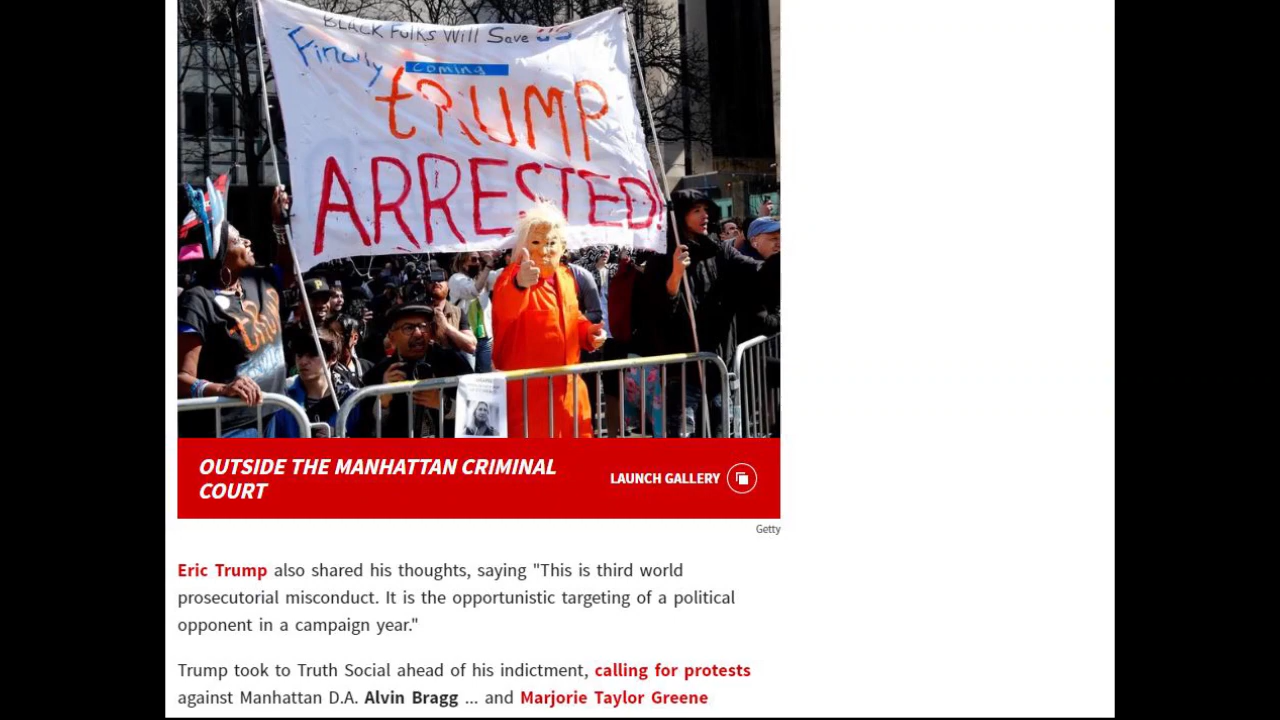 BLACK Folks Will Save US
Finally
coming
tRUMP
ARRESTED!
OUTSIDE THE MANHATTAN CRIMINAL
COURT
LAUNCH GALLERY
Getty
Eric Trump also shared his thoughts, saying "This is third world
prosecutorial misconduct. It is the opportunistic targeting of a political
opponent in a campaign year."
Trump took to Truth Social ahead of his indictment, calling for protests
against Manhattan D.A. Alvin Bragg ... and Marjorie Taylor Greene